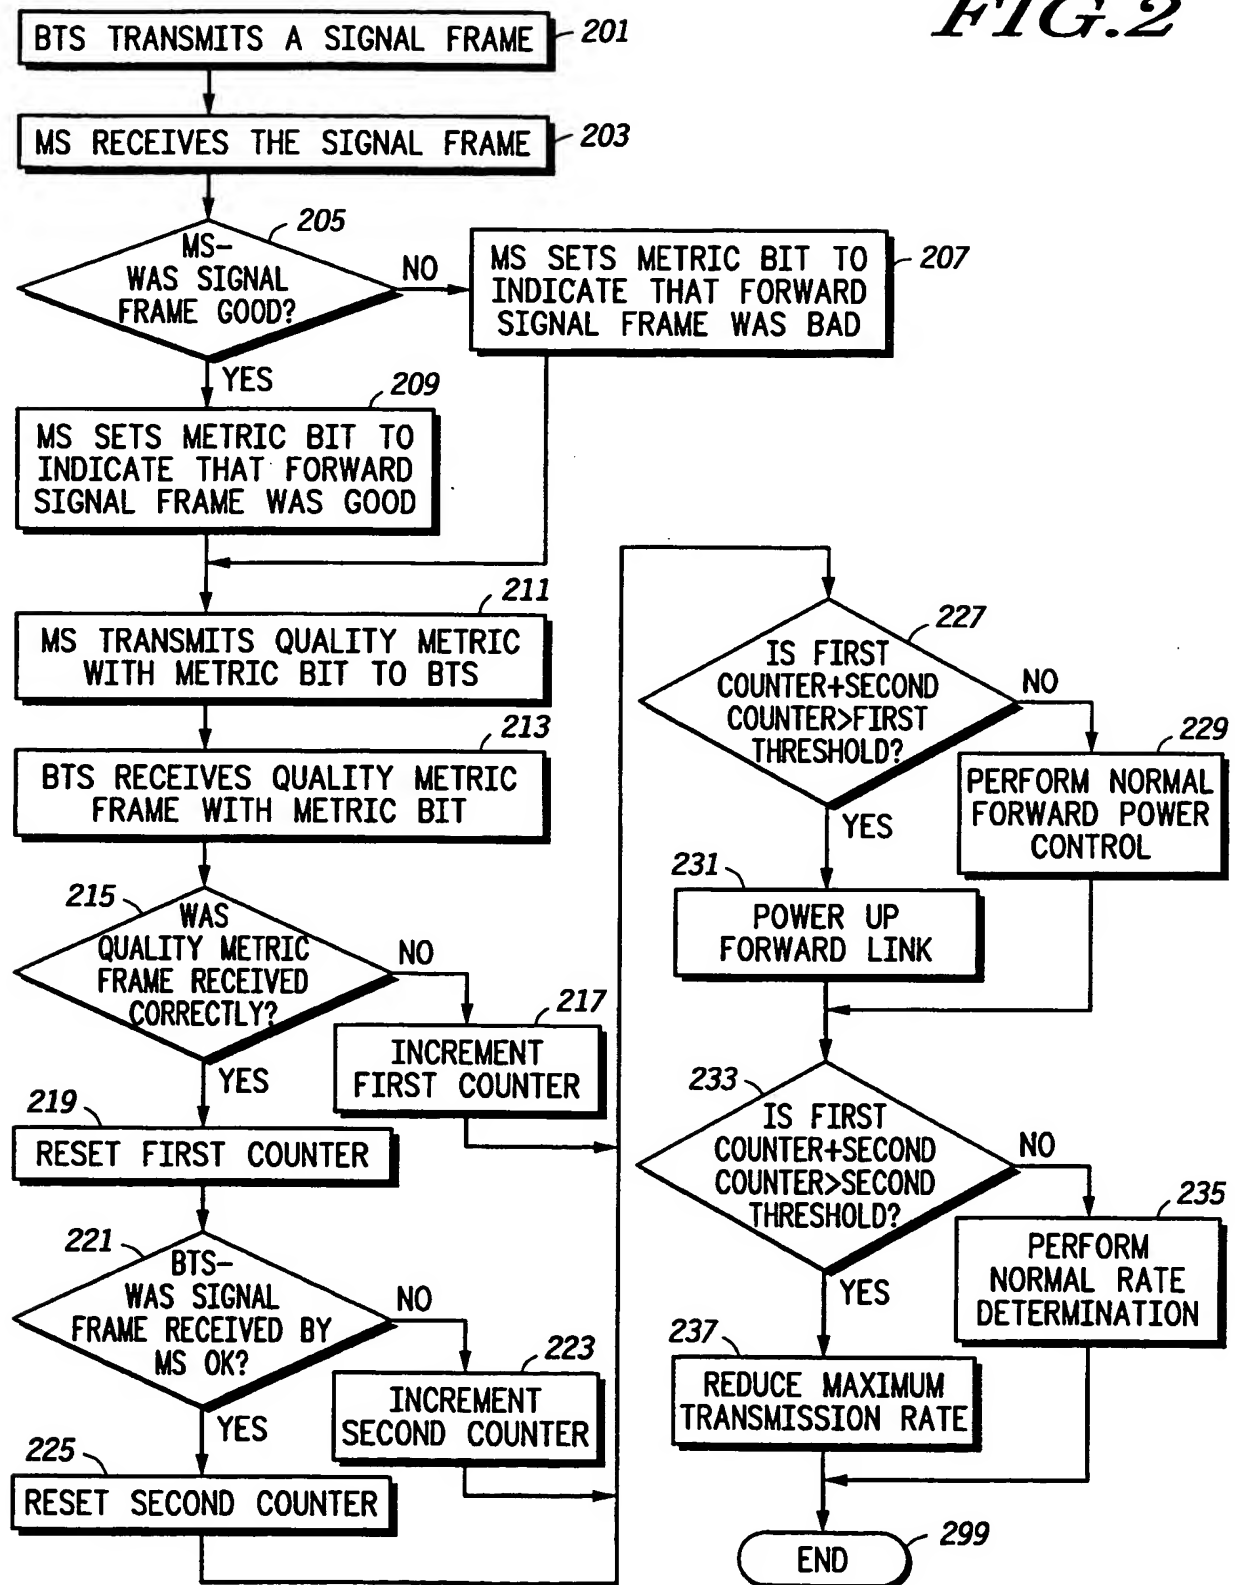 FIG.2
BTS TRANSMITS A SIGNAL FRAME
201
MS RECEIVES THE SIGNAL FRAME
203
205
MS-
WAS SIGNAL
FRAME GOOD?
NO
MS SETS METRIC BIT TO
INDICATE THAT FORWARD
SIGNAL FRAME WAS BAD
207
YES
209
MS SETS METRIC BIT TO
INDICATE THAT FORWARD
SIGNAL FRAME WAS GOOD
211
MS TRANSMITS QUALITY METRIC
WITH METRIC BIT TO BTS
213
BTS RECEIVES QUALITY METRIC
FRAME WITH METRIC BIT
215
WAS
QUALITY METRIC
FRAME RECEIVED
CORRECTLY?
NO
217
INCREMENT
FIRST COUNTER
YES
219
RESET FIRST COUNTER
221
BTS-
WAS SIGNAL
FRAME RECEIVED BY
MS OK?
NO
223
INCREMENT
SECOND COUNTER
YES
225
RESET SECOND COUNTER
227
IS FIRST
COUNTER+SECOND
COUNTER>FIRST
THRESHOLD?
NO
229
PERFORM NORMAL
FORWARD POWER
CONTROL
YES
231
POWER UP
FORWARD LINK
233
IS FIRST
COUNTER+SECOND
COUNTER>SECOND
THRESHOLD?
NO
235
PERFORM
NORMAL RATE
DETERMINATION
YES
237
REDUCE MAXIMUM
TRANSMISSION RATE
END
299